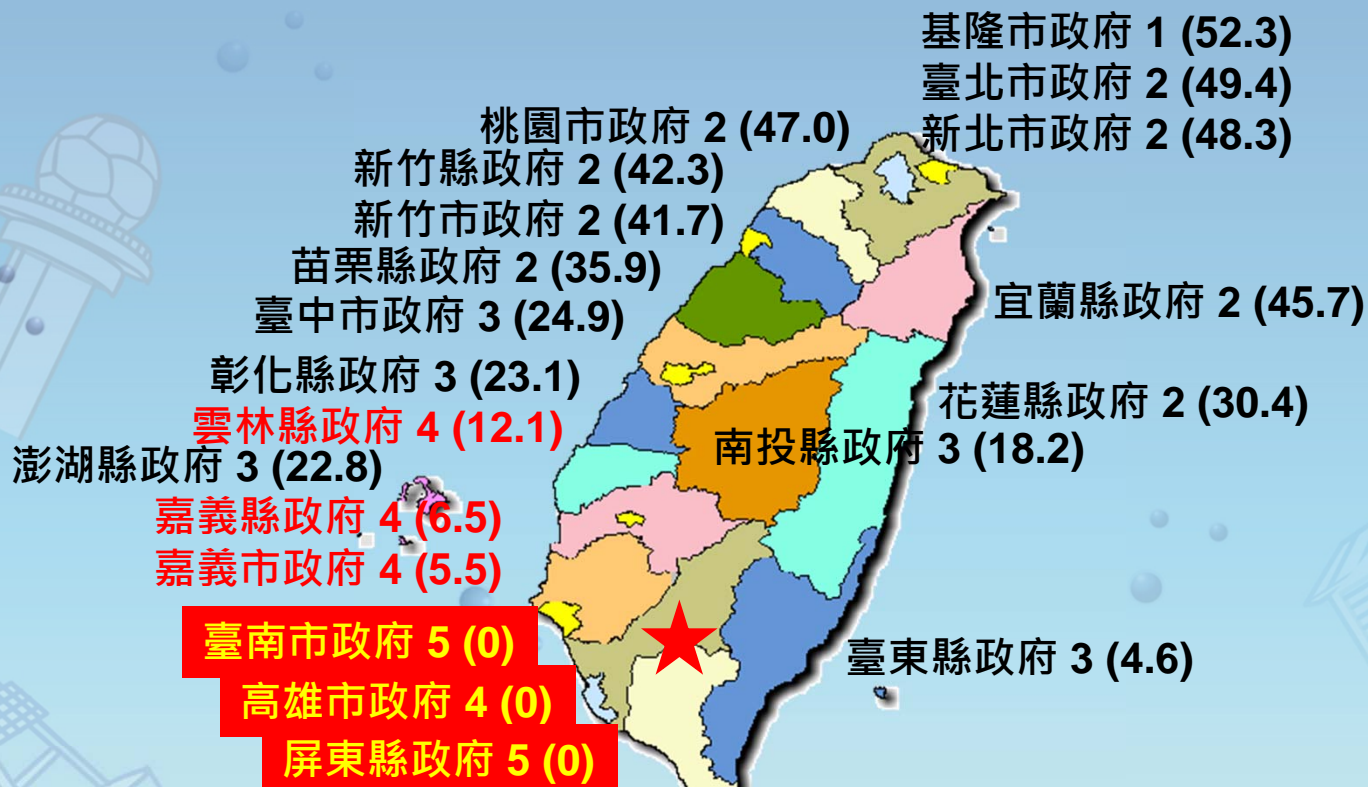 基隆市政府 1 (52.3)
臺北市政府 2 (49.4)
新北市政府 2 (48.3)
桃園市政府 2 (47.0)
新竹縣政府 2 (42.3)
新竹市政府 2 (41.7)
苗栗縣政府 2 (35.9)
宜蘭縣政府 2 (45.7)
臺中市政府 3 (24.9)
彰化縣政府 3 (23.1)
花蓮縣政府 2 (30.4)
雲林縣政府 4 (12.1)
南投縣政府 3 (18.2)
澎湖縣政府 3 (22.8)
嘉義縣政府 4 (6.5)
嘉義市政府 4 (5.5)
臺南市政府 5 (0)
臺東縣政府 3 (4.6)
高雄市政府 4 (0)
屏東縣政府 5 (0)